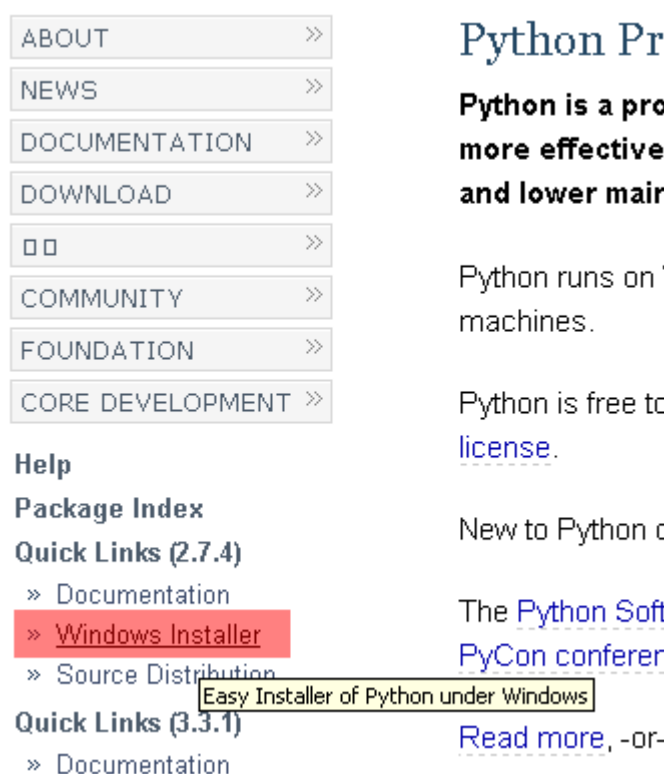 ABOUT »
NEWS »
DOCUMENTATION »
DOWNLOAD »
»
COMMUNITY »
FOUNDATION »
CORE DEVELOPMENT »
Help
Package Index
Quick Links (2.7.4)
» Documentation
» Windows Installer
» Source Distribution
Easy Installer of Python under Windows
Quick Links (3.3.1)
» Documentation
Python Pr
Python is a pro
more effective
and lower main
Python runs on
machines.
Python is free to
license.
New to Python
The Python Soft
PyCon conferen
Read more, -or-